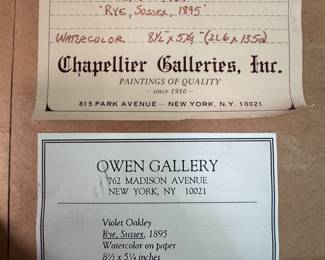 "RYE, SUSSEX, 1895"
WATERCOLOR 8½" x 5¼" (21.6 x 13.5cm)
Chapellier Galleries, Inc.
PAINTINGS OF QUALITY
— since 1916 —
815 PARK AVENUE — NEW YORK, N.Y. 10021
OWEN GALLERY
762 MADISON AVENUE
NEW YORK, NY 10021
Violet Oakley
Rye, Sussex, 1895
Watercolor on paper
8½ x 5¼ inches